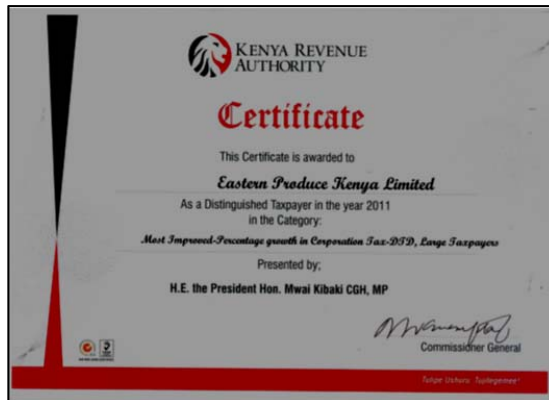 KENYA REVENUE
AUTHORITY
Certificate
This Certificate is awarded to
Eastern Produce Kenya Limited
As a Distinguished Taxpayer in the year 2011
in the Category:
Most Improved-Percentage growth in Corporation Tax-DTD, Large Taxpayers
Presented by;
H.E. the President Hon. Mwai Kibaki CGH, MP
Commissioner General
Tulipe Ushuru Tujitegemee!